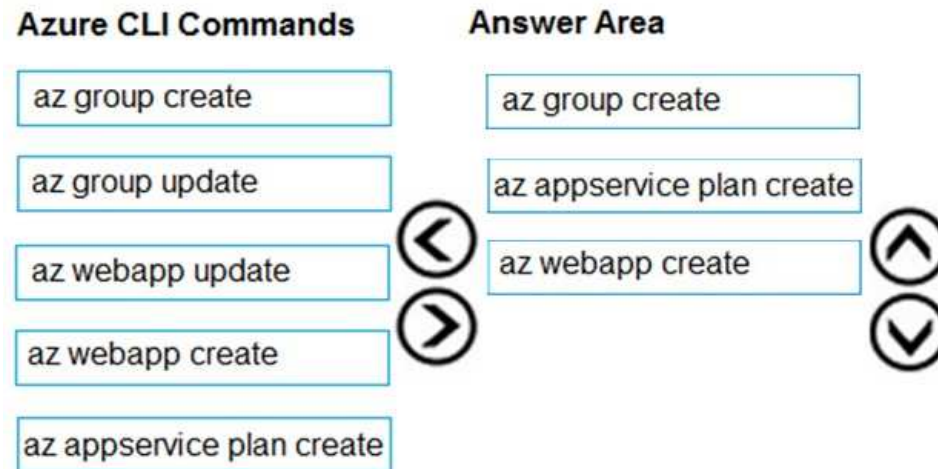 Azure CLI Commands
az group create
az group update
az webapp update
az webapp create
az appservice plan create
Answer Area
az group create
az appservice plan create
az webapp create